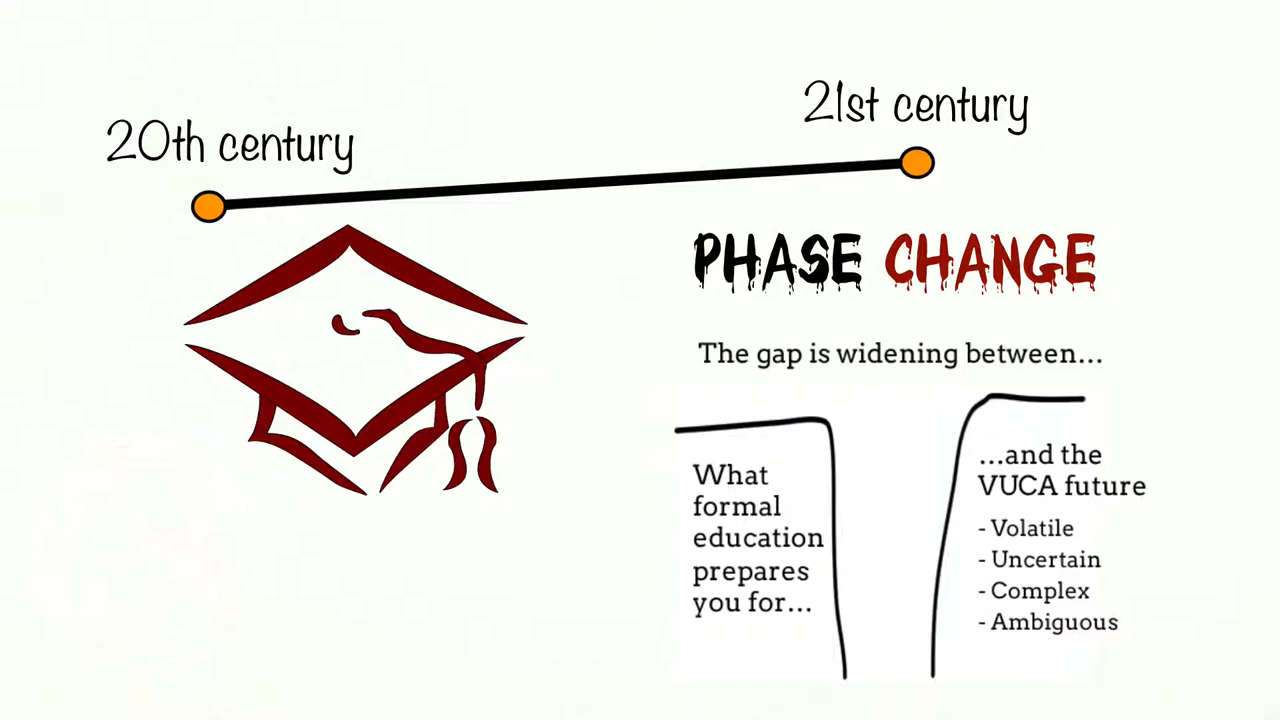 20th century
21st century
PHASE CHANGE
The gap is widening between...
What
formal
education
prepares
you for...
...and the
VUCA future
- Volatile
- Uncertain
- Complex
- Ambiguous